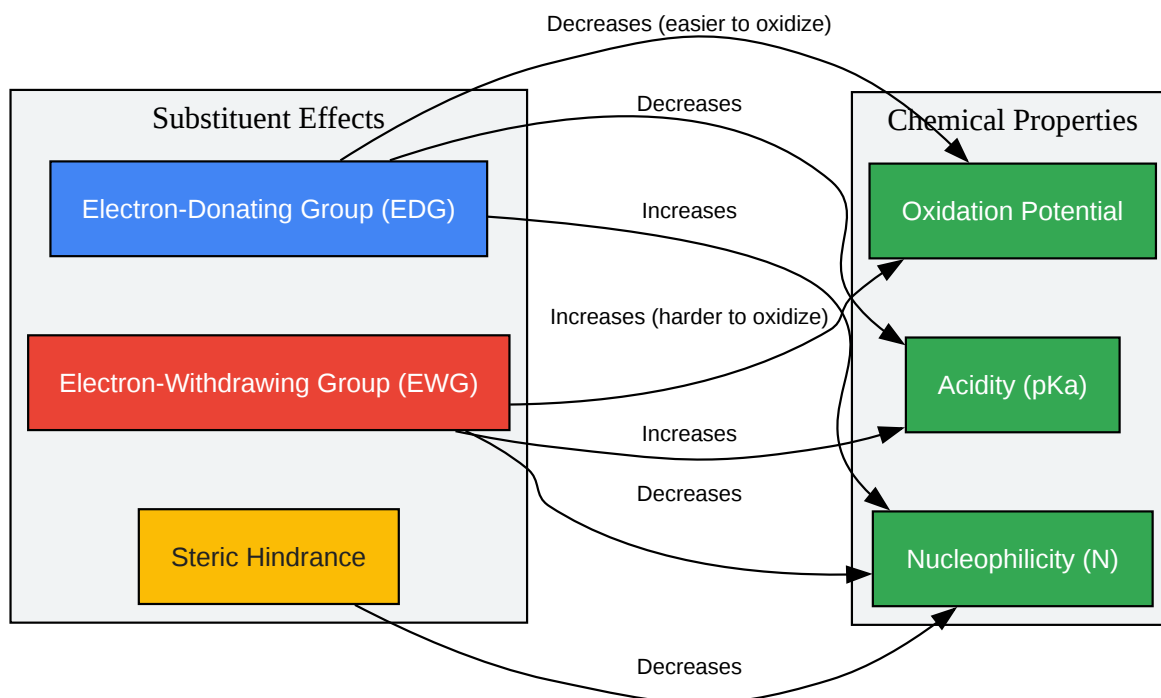 Decreases (easier to oxidize)
Substituent Effects
Decreases
Chemical Properties
Electron-Donating Group (EDG)
Increases
Oxidation Potential
Increases (harder to oxidize)
Electron-Withdrawing Group (EWG)
Acidity (pKa)
Increases
Decreases
Steric Hindrance
Nucleophilicity (N)
Decreases